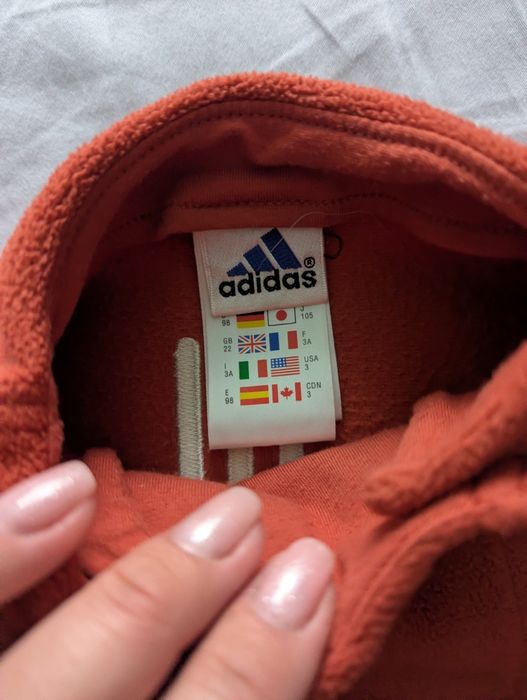 adidas®
98 J 105
GB 22 F 3A
I 3A USA 3
E 98 CDN 3